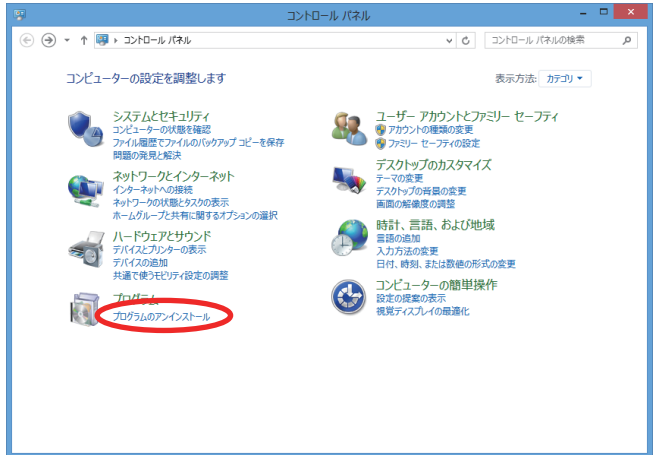 コントロール パネル
コントロール パネル
コントロール パネルの検索
コンピューターの設定を調整します
表示方法: カテゴリ
システムとセキュリティ
コンピューターの状態を確認
ファイル履歴でファイルのバックアップ コピーを保存
問題の発見と解決
ネットワークとインターネット
インターネットへの接続
ネットワークの状態とタスクの表示
ホームグループと共有に関するオプションの選択
ハードウェアとサウンド
デバイスとプリンターの表示
デバイスの追加
共通で使うモビリティ設定の調整
プログラム
プログラムのアンインストール
ユーザー アカウントとファミリー セーフティ
アカウントの種類の変更
ファミリー セーフティの設定
デスクトップのカスタマイズ
テーマの変更
デスクトップの背景の変更
画面の解像度の調整
時計、言語、および地域
言語の追加
入力方法の変更
日付、時刻、または数値の形式の変更
コンピューターの簡単操作
設定の提案の表示
視覚ディスプレイの最適化